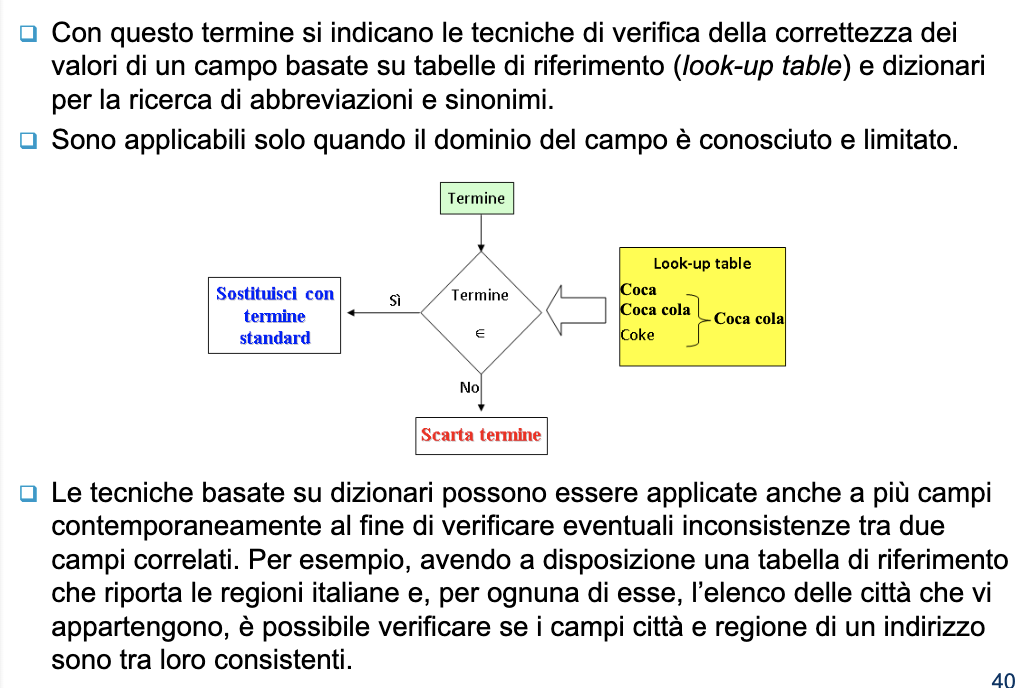 Con questo termine si indicano le tecniche di verifica della correttezza dei
valori di un campo basate su tabelle di riferimento (look-up table) e dizionari
per la ricerca di abbreviazioni e sinonimi.
Sono applicabili solo quando il dominio del campo è conosciuto e limitato.
Termine
Look-up table
Coca
Coca cola
Coke
Coca cola
Termine
∈
Sì
Sostituisci con
termine
standard
No
Scarta termine
Le tecniche basate su dizionari possono essere applicate anche a più campi
contemporaneamente al fine di verificare eventuali inconsistenze tra due
campi correlati. Per esempio, avendo a disposizione una tabella di riferimento
che riporta le regioni italiane e, per ognuna di esse, l’elenco delle città che vi
appartengono, è possibile verificare se i campi città e regione di un indirizzo
sono tra loro consistenti.
40